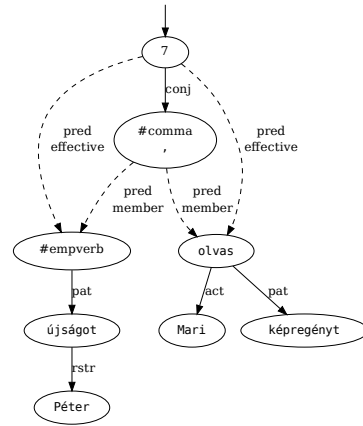 7
conj
#comma
,
pred
effective
pred
effective
pred
member
pred
member
#empverb
olvas
pat
act
pat
újságot
Mari
képregényt
rstr
Péter